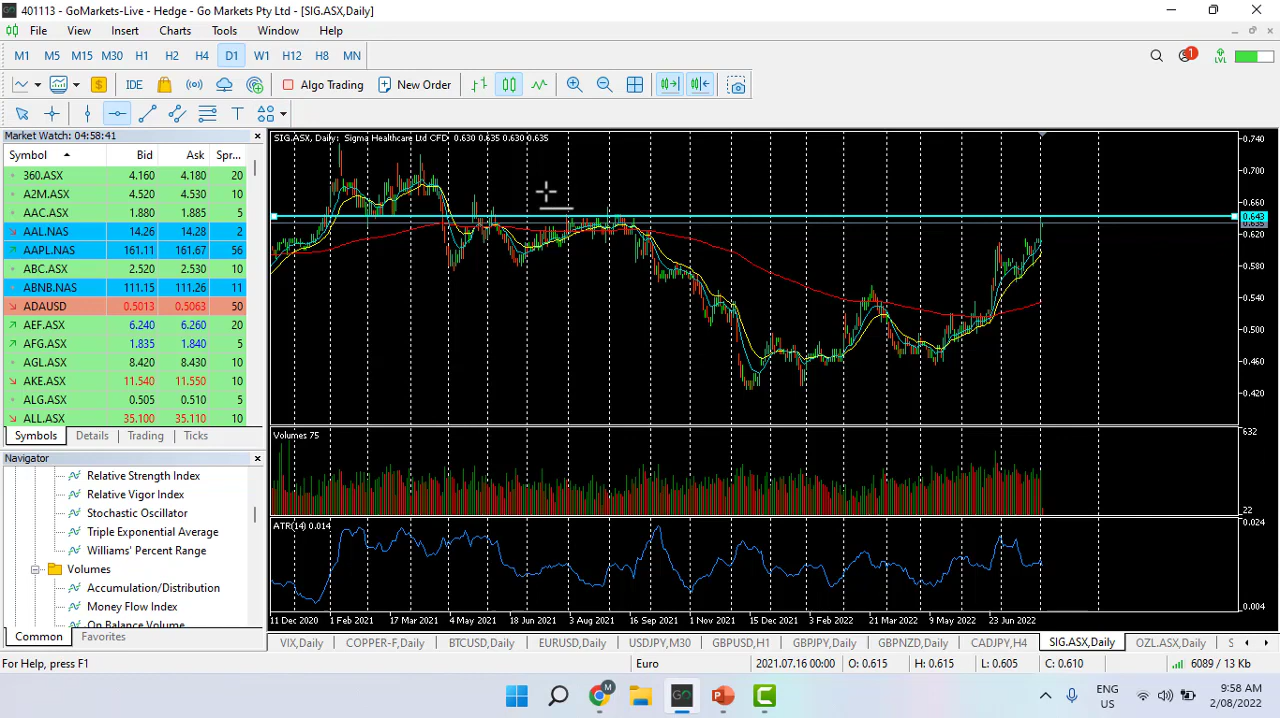 401113 - GoMarkets-Live - Hedge - Go Markets Pty Ltd - [SIG.ASX,Daily]
File View Insert Charts Tools Window Help
M1 M5 M15 M30 H1 H2 H4 D1 W1 H12 H8 MN
1 LVL
IDE Algo Trading New Order
T
Market Watch: 04:58:41
Symbol Bid Ask Spr...
360.ASX 4.160 4.180 20
A2M.ASX 4.520 4.530 10
AAC.ASX 1.880 1.885 5
AAL.NAS 14.26 14.28 2
AAPL.NAS 161.11 161.67 56
ABC.ASX 2.520 2.530 10
ABNB.NAS 111.15 111.26 11
ADAUSD 0.5013 0.5063 50
AEF.ASX 6.240 6.260 20
AFG.ASX 1.835 1.840 5
AGL.ASX 8.420 8.430 10
AKE.ASX 11.540 11.550 10
ALG.ASX 0.505 0.510 5
ALL.ASX 35.100 35.110 10
Symbols Details Trading Ticks
Navigator
Relative Strength Index
Relative Vigor Index
Stochastic Oscillator
Triple Exponential Average
Williams' Percent Range
Volumes
Accumulation/Distribution
Money Flow Index
On Balance Volume
Common Favorites
SIG.ASX, Daily: Sigma Healthcare Ltd CFD 0.630 0.635 0.630 0.635
0.740
0.700
0.660
0.643
0.635
0.620
0.580
0.540
0.500
0.460
0.420
Volumes 75
632
22
ATR(14) 0.014
0.024
0.004
11 Dec 2020 1 Feb 2021 17 Mar 2021 4 May 2021 18 Jun 2021 3 Aug 2021 16 Sep 2021 1 Nov 2021 15 Dec 2021 3 Feb 2022 21 Mar 2022 9 May 2022 23 Jun 2022
VIX,Daily COPPER-F,Daily BTCUSD,Daily EURUSD,Daily USDJPY,M30 GBPUSD,H1 GBPJPY,Daily GBPNZD,Daily CADJPY,H4 SIG.ASX,Daily OZL.ASX,Daily S
For Help, press F1 Euro 2021.07.16 00:00 O: 0.615 H: 0.615 L: 0.605 C: 0.610 6089 / 13 Kb
GO M P C
ENG
US
9:58 AM
2/08/2022